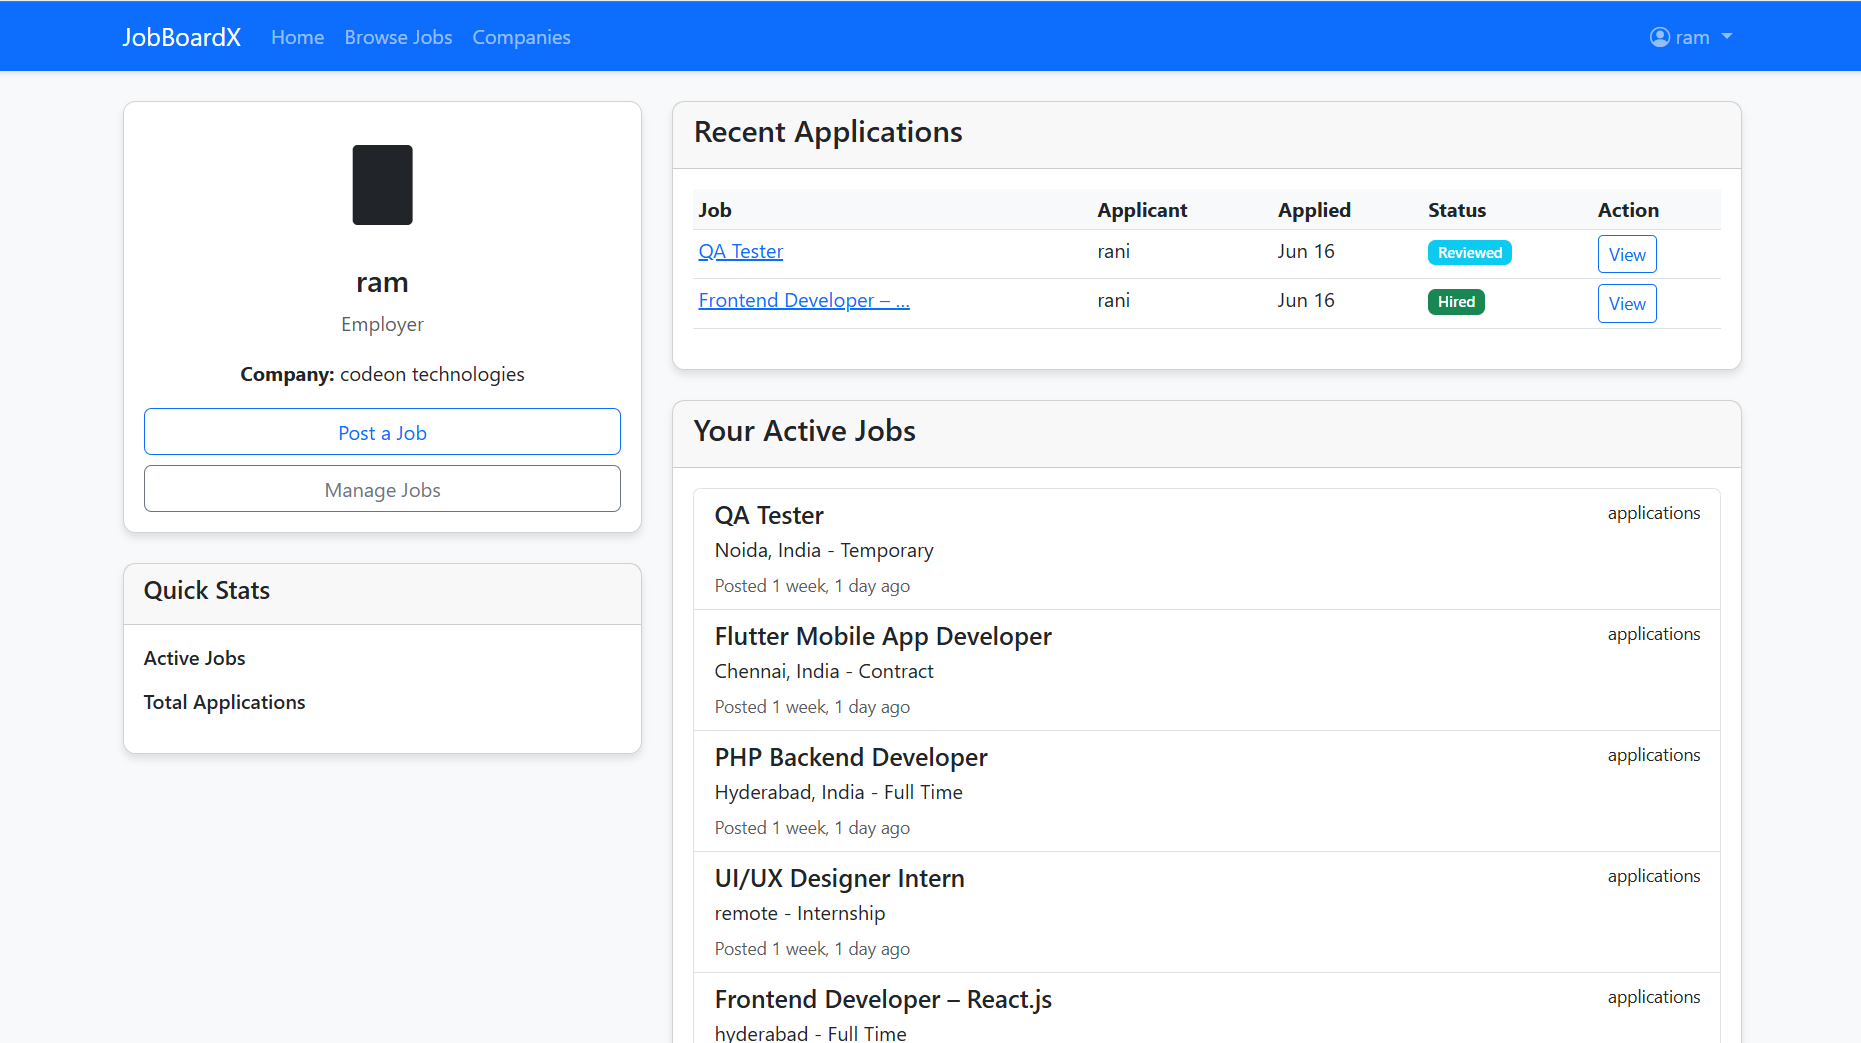 JobBoardX Home Browse Jobs Companies ram
ram
Employer
Company: codeon technologies
Post a Job
Manage Jobs
Quick Stats
Active Jobs
Total Applications
Recent Applications
Job Applicant Applied Status Action
QA Tester rani Jun 16 Reviewed View
Frontend Developer – ... rani Jun 16 Hired View
Your Active Jobs
QA Tester applications
Noida, India - Temporary
Posted 1 week, 1 day ago
Flutter Mobile App Developer applications
Chennai, India - Contract
Posted 1 week, 1 day ago
PHP Backend Developer applications
Hyderabad, India - Full Time
Posted 1 week, 1 day ago
UI/UX Designer Intern applications
remote - Internship
Posted 1 week, 1 day ago
Frontend Developer – React.js applications
hyderabad - Full Time